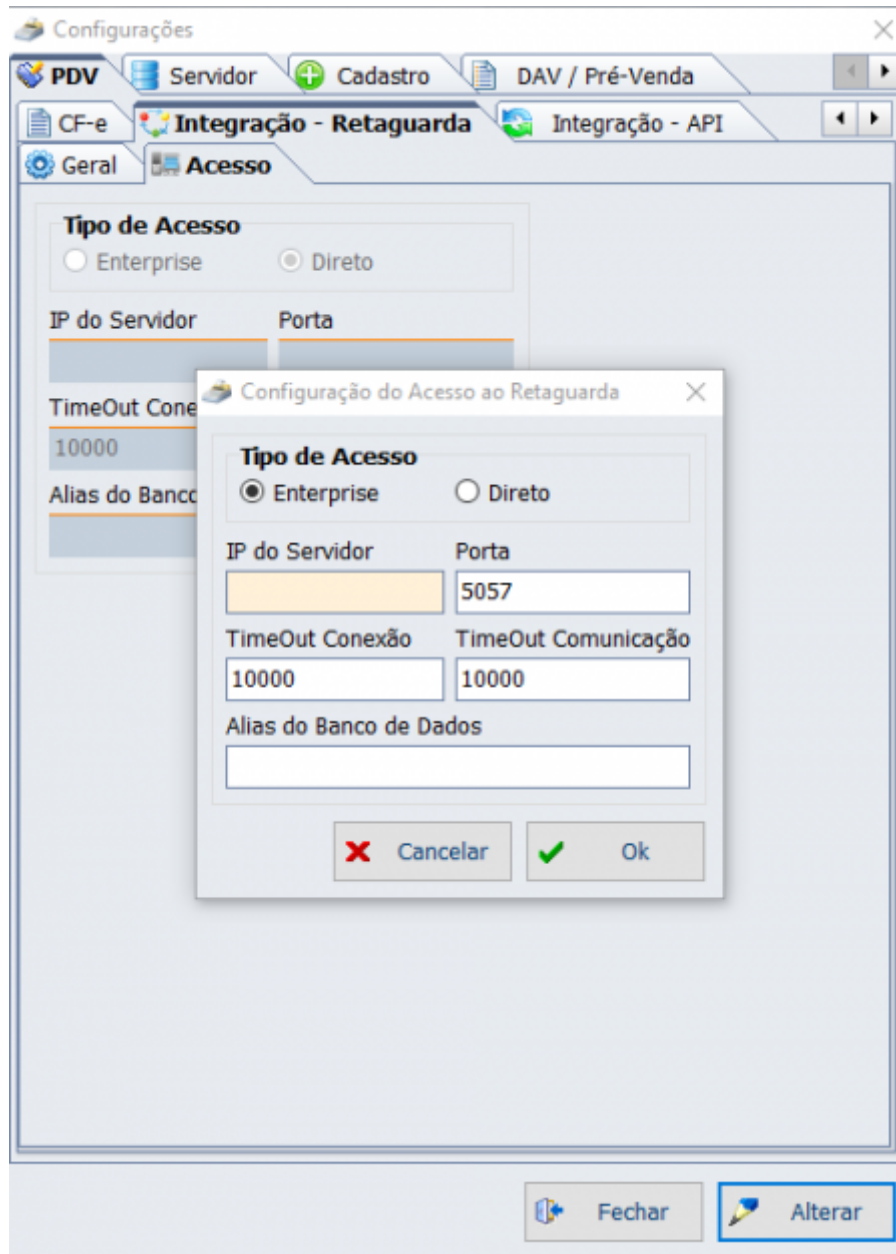 Configurações
PDV Servidor Cadastro DAV / Pré-Venda
CF-e Integração - Retaguarda Integração - API
Geral Acesso
Tipo de Acesso
Enterprise Direto
IP do Servidor Porta
TimeOut Cone
10000
Alias do Banco
Configuração do Acesso ao Retaguarda
Tipo de Acesso
Enterprise Direto
IP do Servidor Porta
5057
TimeOut Conexão TimeOut Comunicação
10000 10000
Alias do Banco de Dados
Cancelar Ok
Fechar Alterar